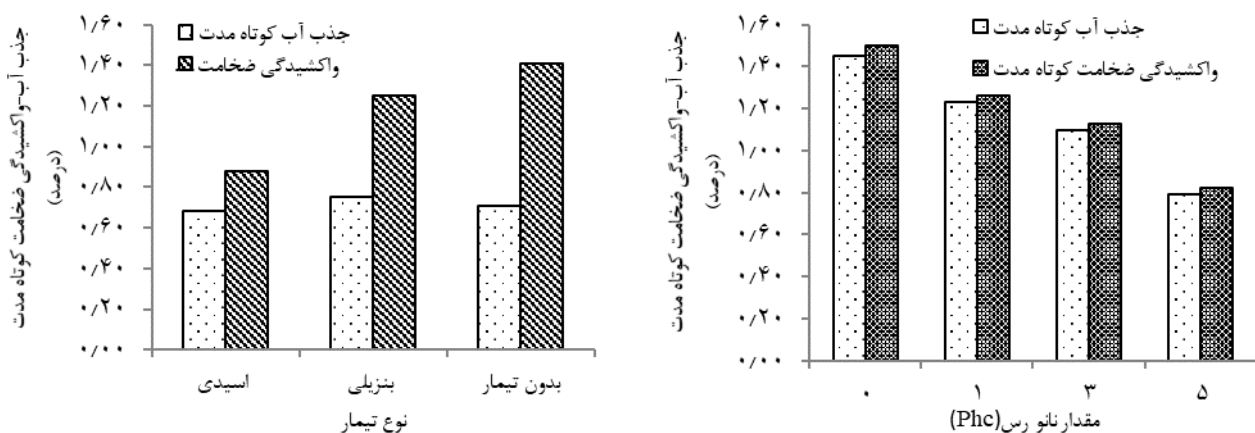 جذب آب-واکشیدگی ضخامت کوتاه مدت
(درصد)
۱٫۶۰
۱٫۴۰
۱٫۲۰
۱٫۰۰
۰٫۸۰
۰٫۶۰
۰٫۴۰
۰٫۲۰
۰٫۰۰
جذب آب کوتاه مدت
واکشیدگی ضخامت
اسیدی
بنزیلی
بدون تیمار
نوع تیمار
جذب آب-واکشیدگی ضخامت کوتاه مدت
(درصد)
۱٫۶۰
۱٫۴۰
۱٫۲۰
۱٫۰۰
۰٫۸۰
۰٫۶۰
۰٫۴۰
۰٫۲۰
۰٫۰۰
جذب آب کوتاه مدت
واکشیدگی ضخامت کوتاه مدت
۰
۱
۳
۵
مقدار نانو رس(Phc)